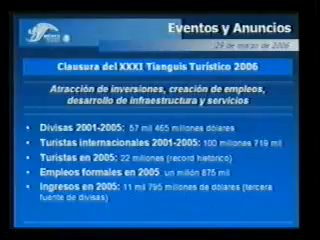 Eventos y Anuncios
29 de marzo de 2006
Clausura del XXXI Tianguis Turístico 2006
Atracción de inversiones, creación de empleos,
desarrollo de infraestructura y servicios
• Divisas 2001-2005: 57 mil 465 millones dólares
• Turistas internacionales 2001-2005: 100 millones 719 mil
• Turistas en 2005: 22 millones (record histórico)
• Empleos formales en 2005: un millón 875 mil
• Ingresos en 2005: 11 mil 795 millones de dólares (tercera
fuente de divisas)